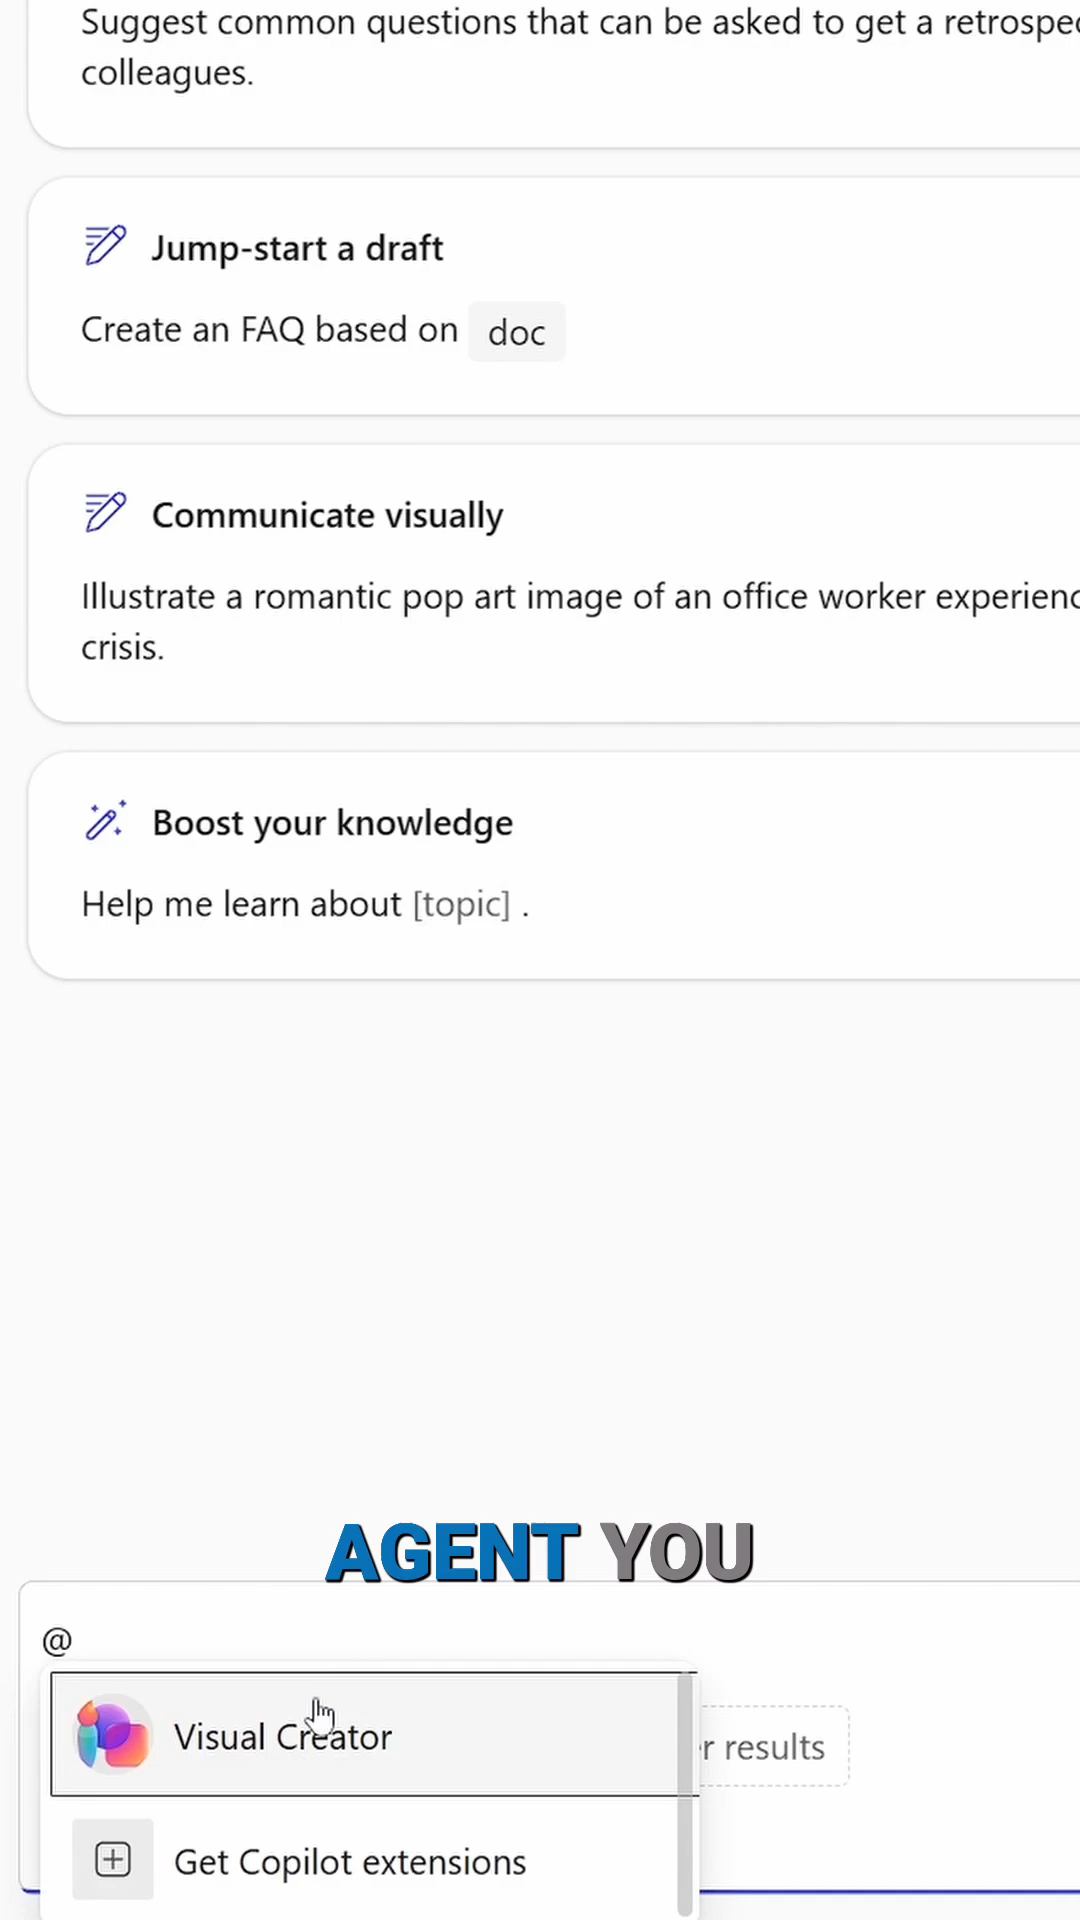 Suggest common questions that can be asked to get a
colleagues.
Jump-start a draft
Create an FAQ based on doc
Communicate visually
Illustrate a romantic pop art image of an office worker
crisis.
Boost your knowledge
Help me learn about [topic] .
AGENT YOU
@
Visual Creator
results
Get Copilot extensions